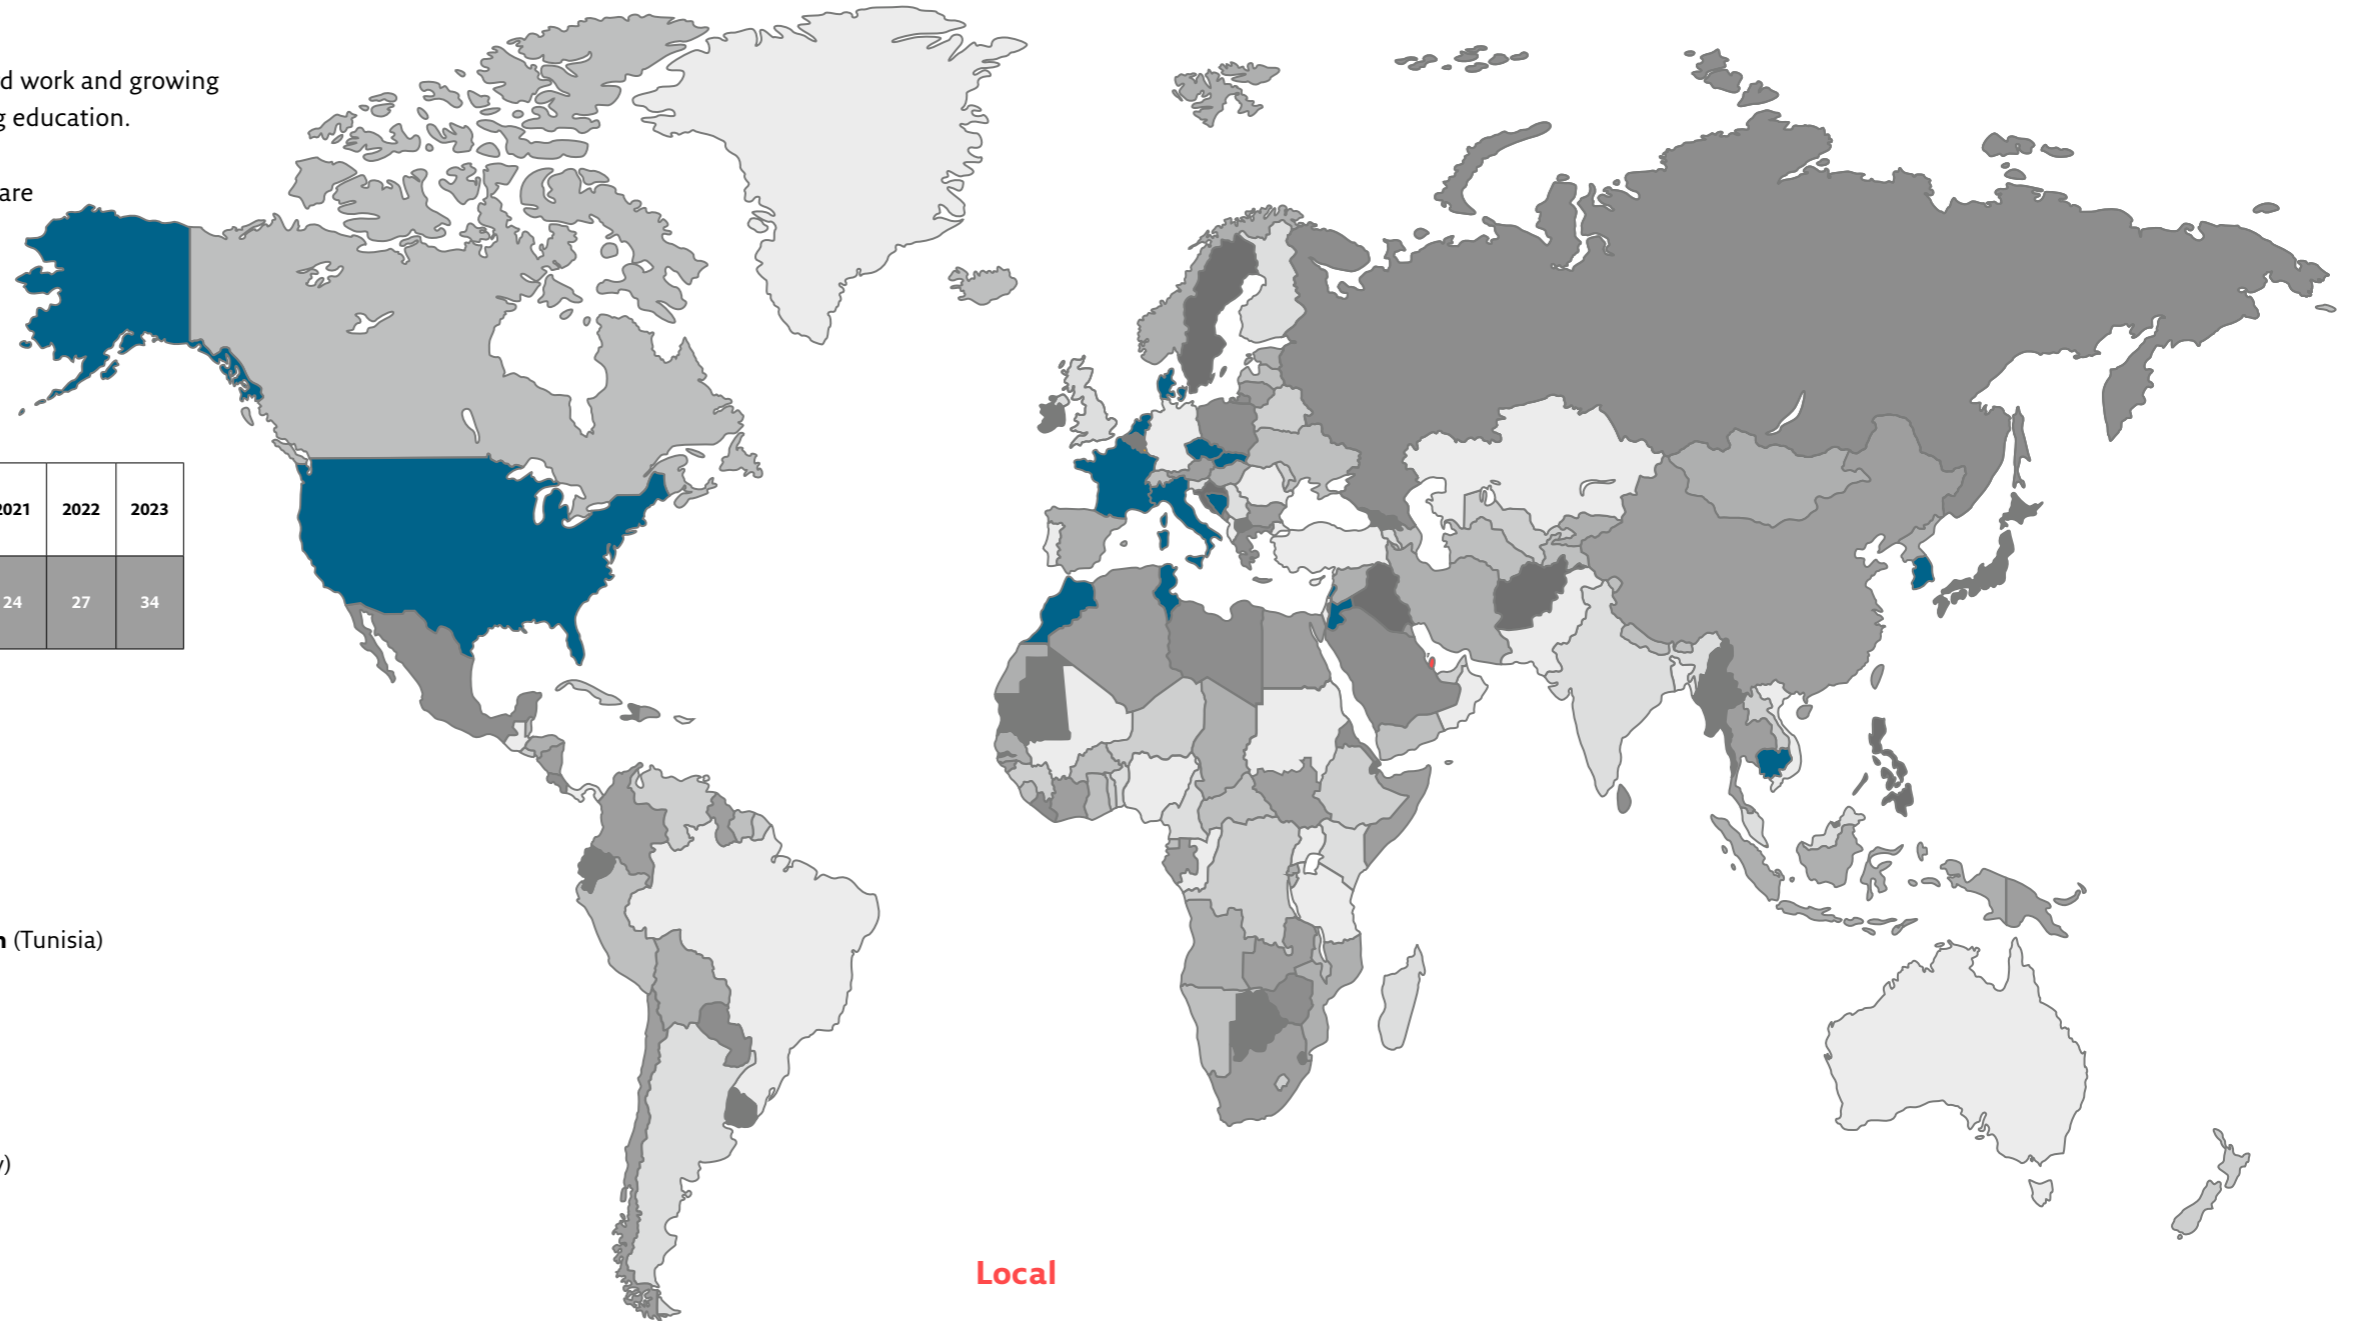 d work and growing
g education.
are
2021 2022 2023
24 27 34
n (Tunisia)
y)
Local